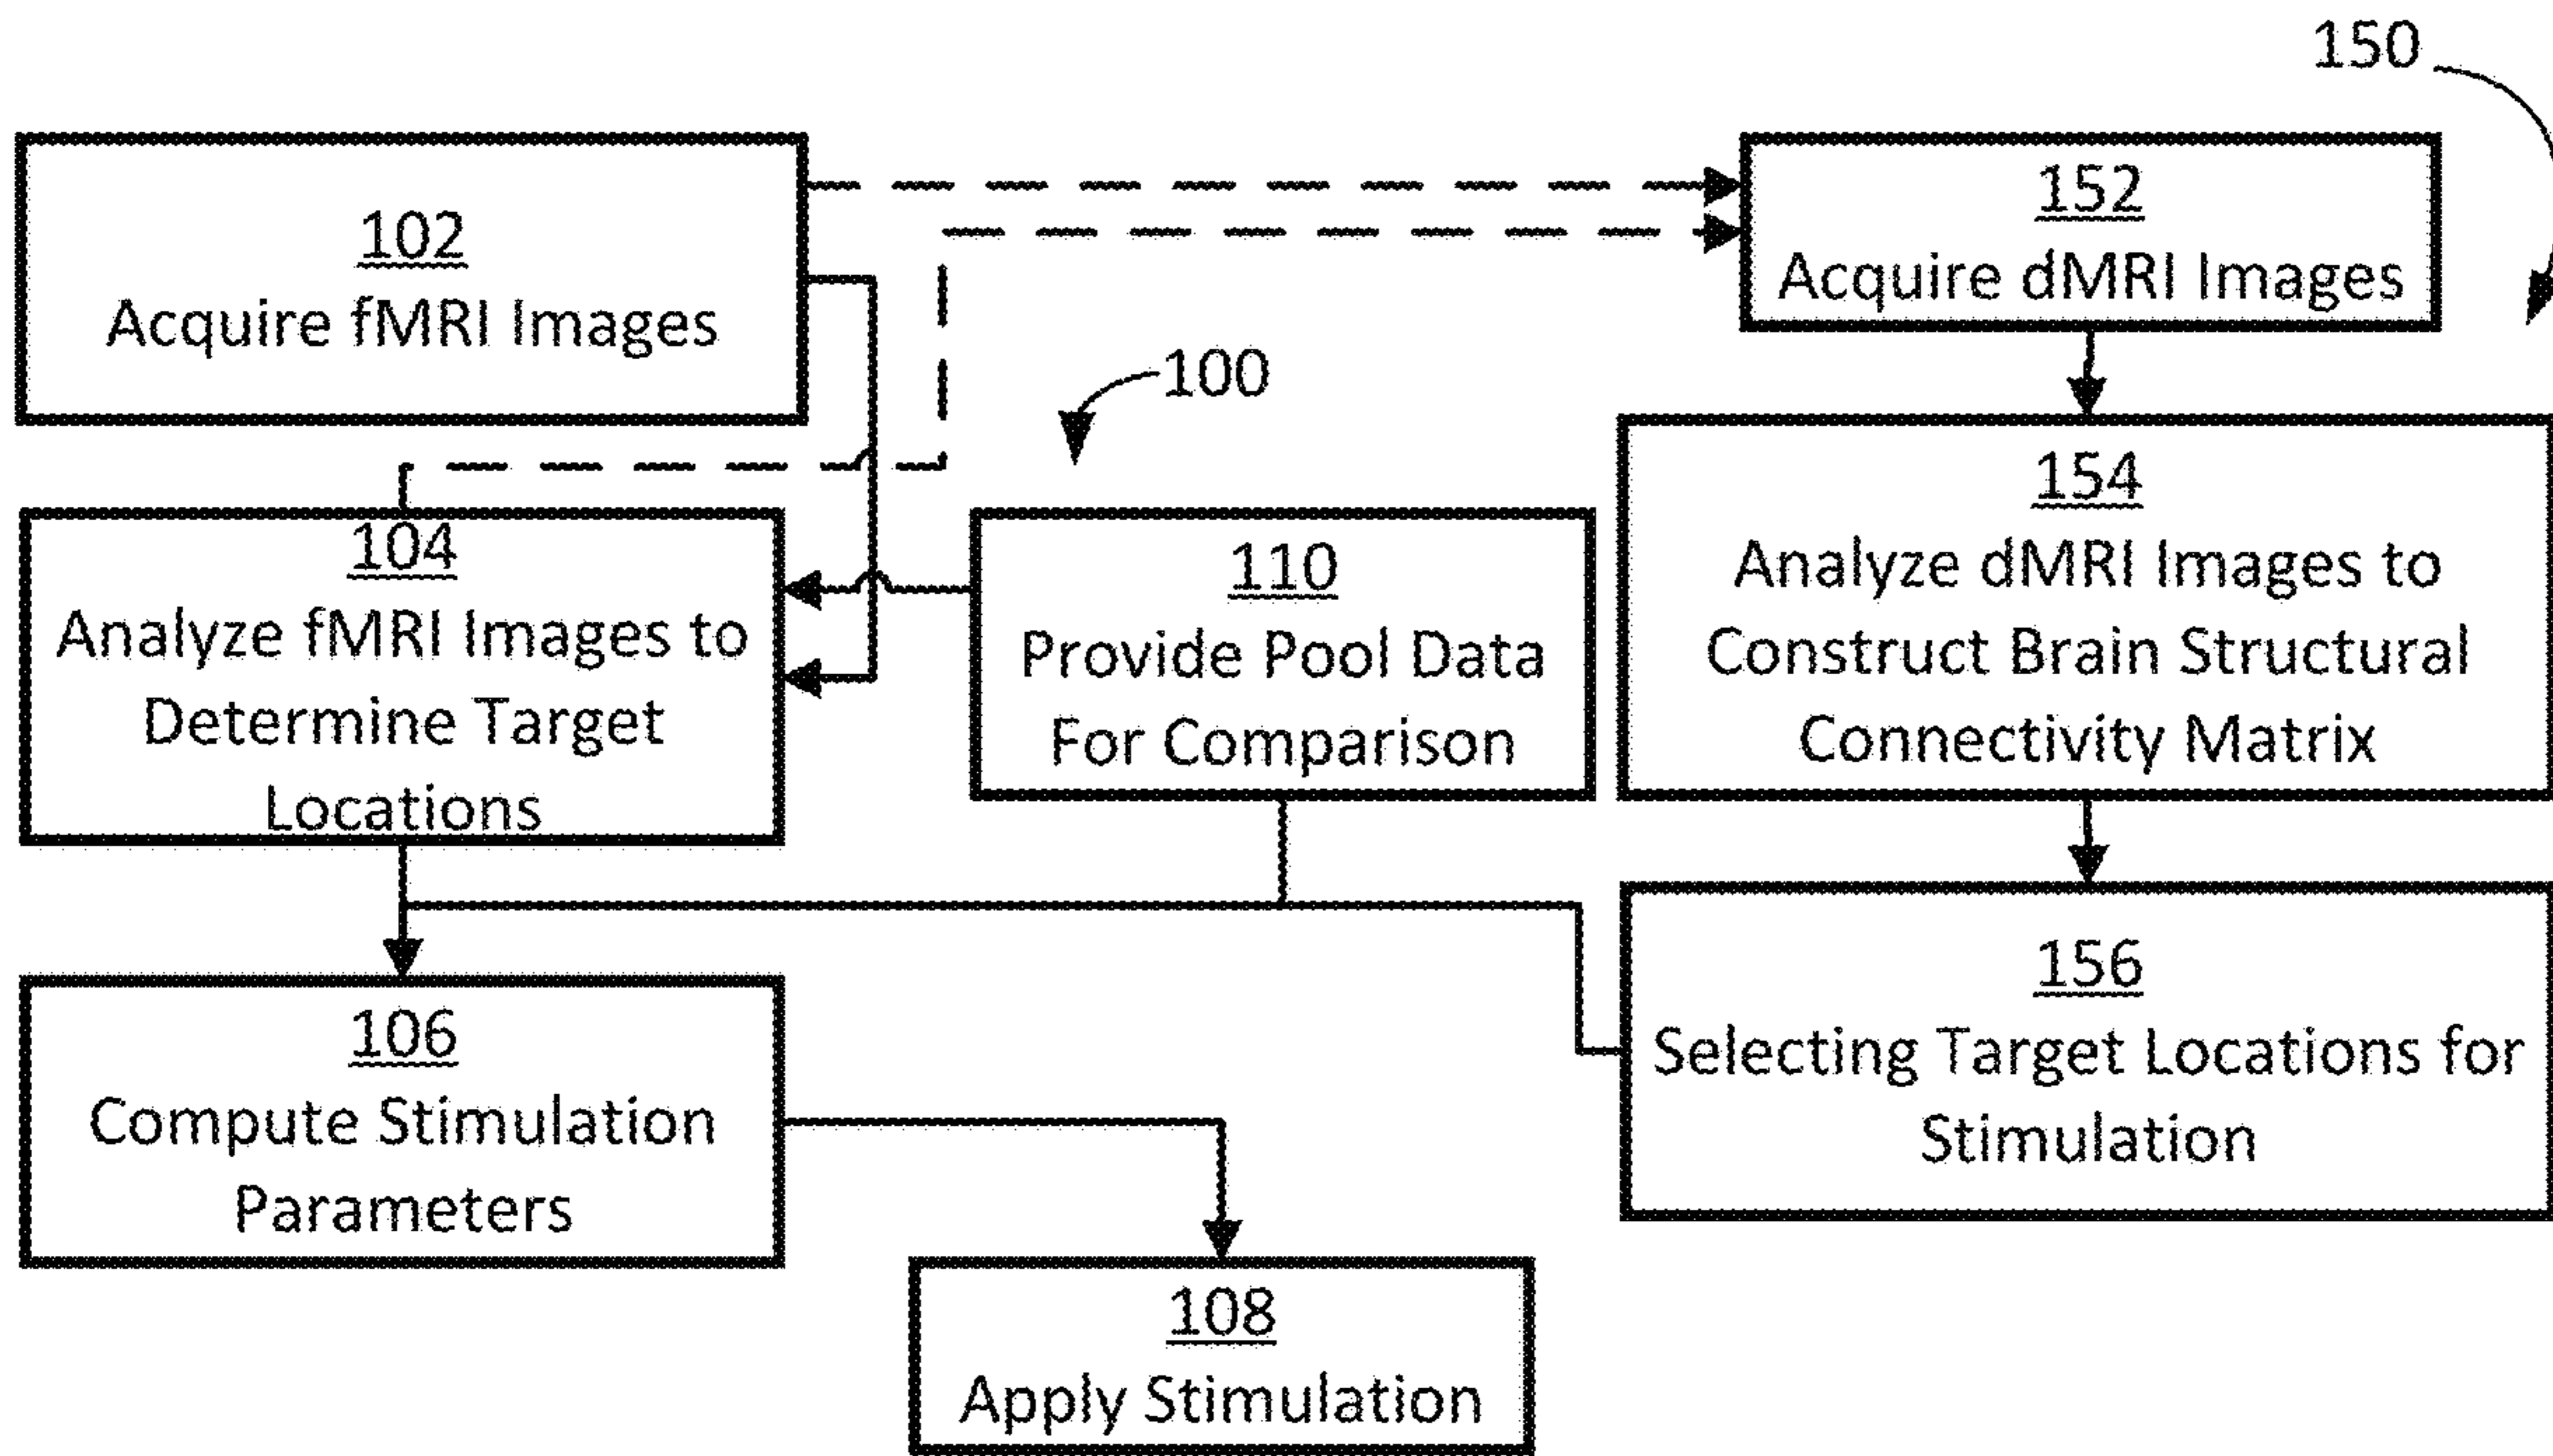 150
102
Acquire fMRI Images
152
Acquire dMRI Images
100
104
Analyze fMRI Images to
Determine Target
Locations
110
Provide Pool Data
For Comparison
154
Analyze dMRI Images to
Construct Brain Structural
Connectivity Matrix
106
Compute Stimulation
Parameters
156
Selecting Target Locations for
Stimulation
108
Apply Stimulation